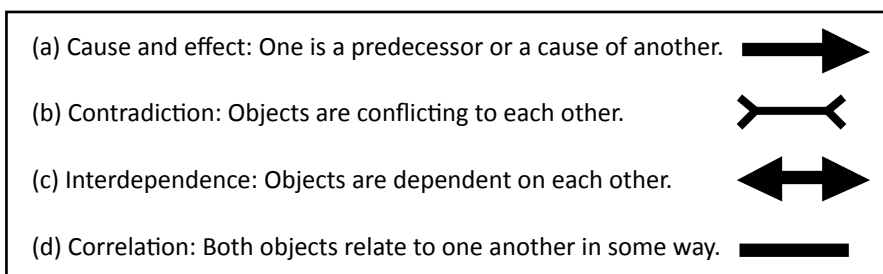 (a) Cause and effect: One is a predecessor or a cause of another.
(b) Contradiction: Objects are conflicting to each other.
(c) Interdependence: Objects are dependent on each other.
(d) Correlation: Both objects relate to one another in some way.